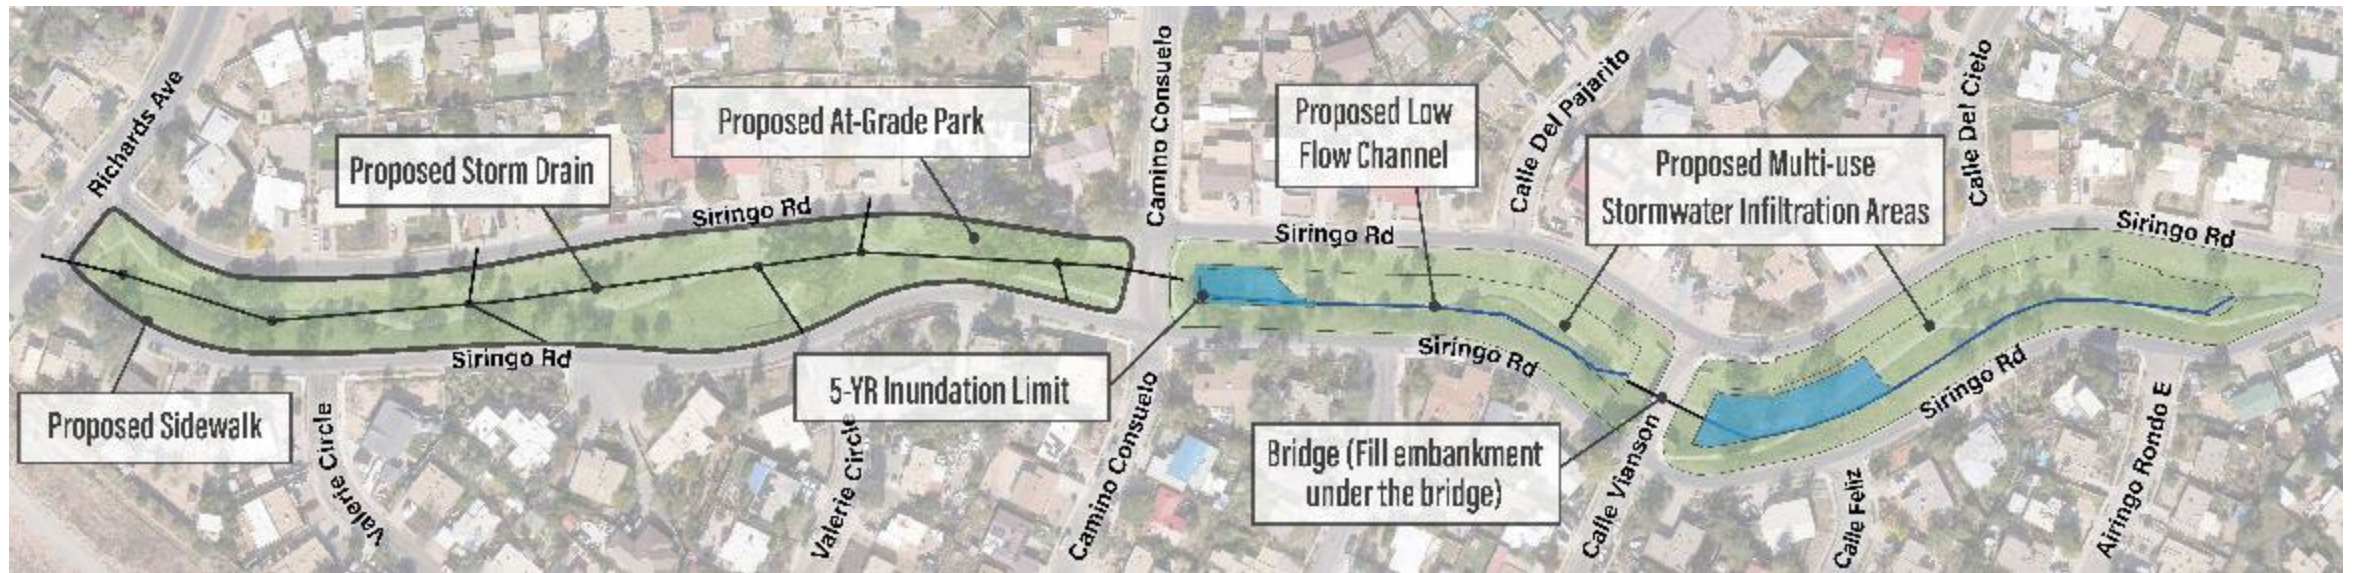 Richards Ave
Proposed Storm Drain
Proposed At-Grade Park
Siringo Rd
Camino Consuelo
Proposed Low
Flow Channel
Calle Del Pajarito
Proposed Multi-use
Stormwater Infiltration Areas
Calle Del Cielo
Siringo Rd
Siringo Rd
Proposed Sidewalk
Siringo Rd
Valerie Circle
Valerie Circle
5-YR Inundation Limit
Valerie Circle
Camino Consuelo
Siringo Rd
Bridge (Fill embankment
under the bridge)
Calle Vianson
Siringo Rd
Calle Feliz
Airingo Rondo E